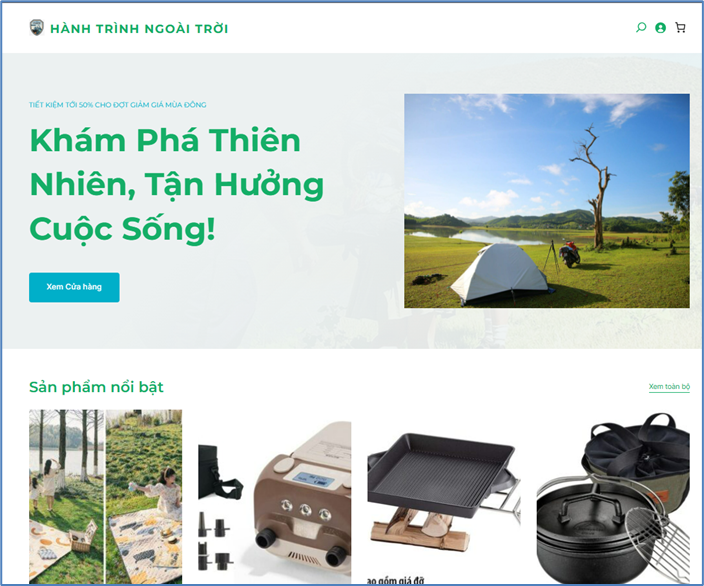 HÀNH TRÌNH NGOÀI TRỜI
TIẾT KIỆM TỚI 50% CHO ĐỢT GIẢM GIÁ MÙA ĐÔNG
Khám Phá Thiên
Nhiên, Tận Hưởng
Cuộc Sống!
Xem Cửa hàng
Sản phẩm nổi bật
Xem toàn bộ
ao gồm giá đỡ